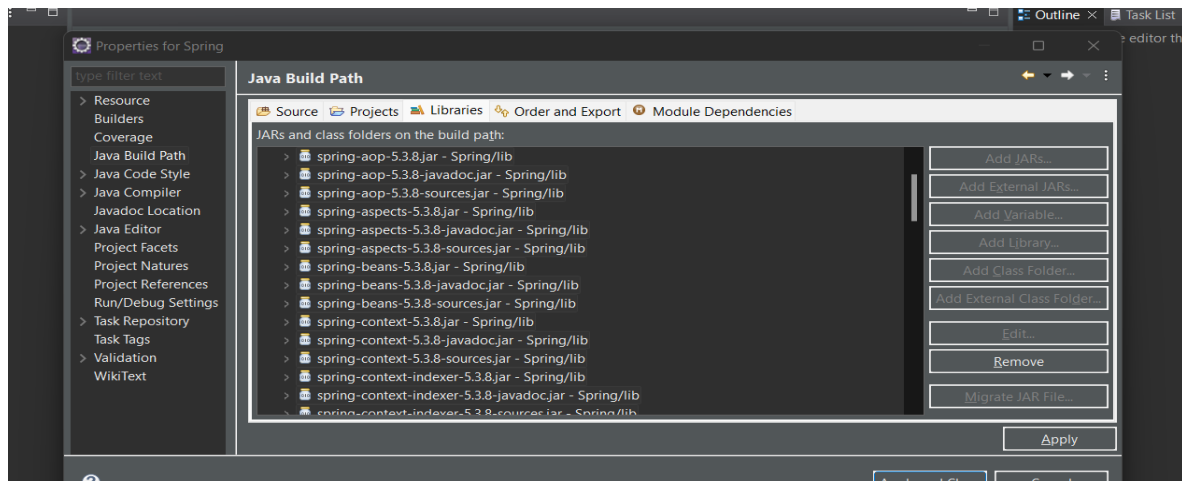 Outline
Task List
Properties for Spring
e editor th
type filter text
Java Build Path
Resource
Builders
Coverage
Java Build Path
Java Code Style
Java Compiler
Javadoc Location
Java Editor
Project Facets
Project Natures
Project References
Run/Debug Settings
Task Repository
Task Tags
Validation
WikiText
Source
Projects
Libraries
Order and Export
Module Dependencies
JARs and class folders on the build path:
spring-aop-5.3.8.jar - Spring/lib
spring-aop-5.3.8-javadoc.jar - Spring/lib
spring-aop-5.3.8-sources.jar - Spring/lib
spring-aspects-5.3.8.jar - Spring/lib
spring-aspects-5.3.8-javadoc.jar - Spring/lib
spring-aspects-5.3.8-sources.jar - Spring/lib
spring-beans-5.3.8.jar - Spring/lib
spring-beans-5.3.8-javadoc.jar - Spring/lib
spring-beans-5.3.8-sources.jar - Spring/lib
spring-context-5.3.8.jar - Spring/lib
spring-context-5.3.8-javadoc.jar - Spring/lib
spring-context-5.3.8-sources.jar - Spring/lib
spring-context-indexer-5.3.8.jar - Spring/lib
spring-context-indexer-5.3.8-javadoc.jar - Spring/lib
spring-context-indexer-5.3.8-sources.jar - Spring/lib
Add JARs...
Add External JARs...
Add Variable...
Add Library...
Add Class Folder...
Add External Class Folder...
Edit...
Remove
Migrate JAR File...
Apply